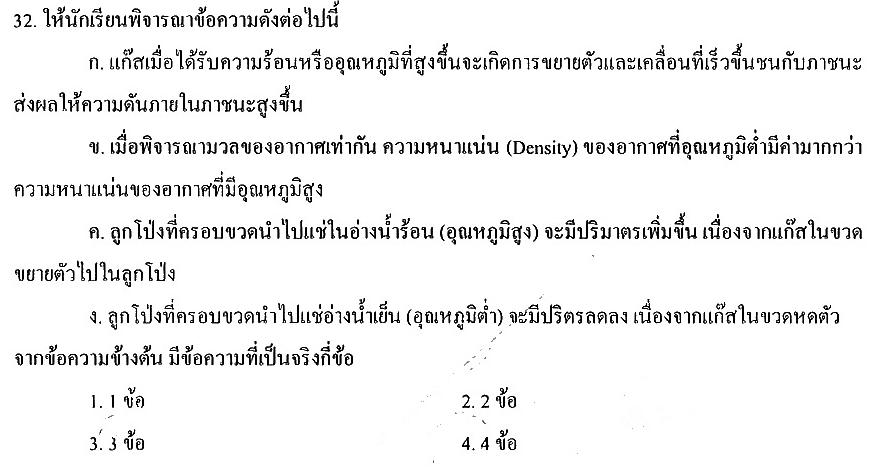 32. ให้นักเรียนพิจารณาข้อความดังต่อไปนี้
ก. แก๊สเมื่อได้รับความร้อนหรืออุณหภูมิที่สูงขึ้นจะเกิดการขยายตัวและเคลื่อนที่เร็วขึ้นชนกับภาชนะ
ส่งผลให้ความดันภายในภาชนะสูงขึ้น
ข. เมื่อพิจารณามวลของอากาศเท่ากัน ความหนาแน่น (Density) ของอากาศที่อุณหภูมิต่ำมีค่ามากกว่า
ความหนาแน่นของอากาศที่มีอุณหภูมิสูง
ค. ลูกโป่งที่ครอบขวดนำไปแช่ในอ่างน้ำร้อน (อุณหภูมิสูง) จะมีปริมาตรเพิ่มขึ้น เนื่องจากแก๊สในขวด
ขยายตัวไปในลูกโป่ง
ง. ลูกโป่งที่ครอบขวดนำไปแช่อ่างน้ำเย็น (อุณหภูมิต่ำ) จะมีปริตรลดลง เนื่องจากแก๊สในขวดหดตัว
จากข้อความข้างต้น มีข้อความที่เป็นจริงกี่ข้อ
1. 1 ข้อ 2. 2 ข้อ
3. 3 ข้อ 4. 4 ข้อ